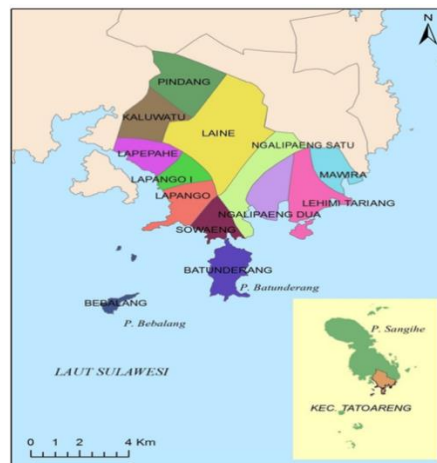 N
PINDANG
KALUWATU
LAINE
NGALIPAENG SATU
LAPEPAHE
MAWIRA
LAPANGO I
LAPANGO
LEHIMI TARIANG
NGALIPAENG DUA
SOWAENG
BATUNDERANG
P. Batunderang
BEBALANG
P. Bebalang
P. Sangihe
LAUT SULAWESI
KEC. TATOARENG
0 1 2 4 Km